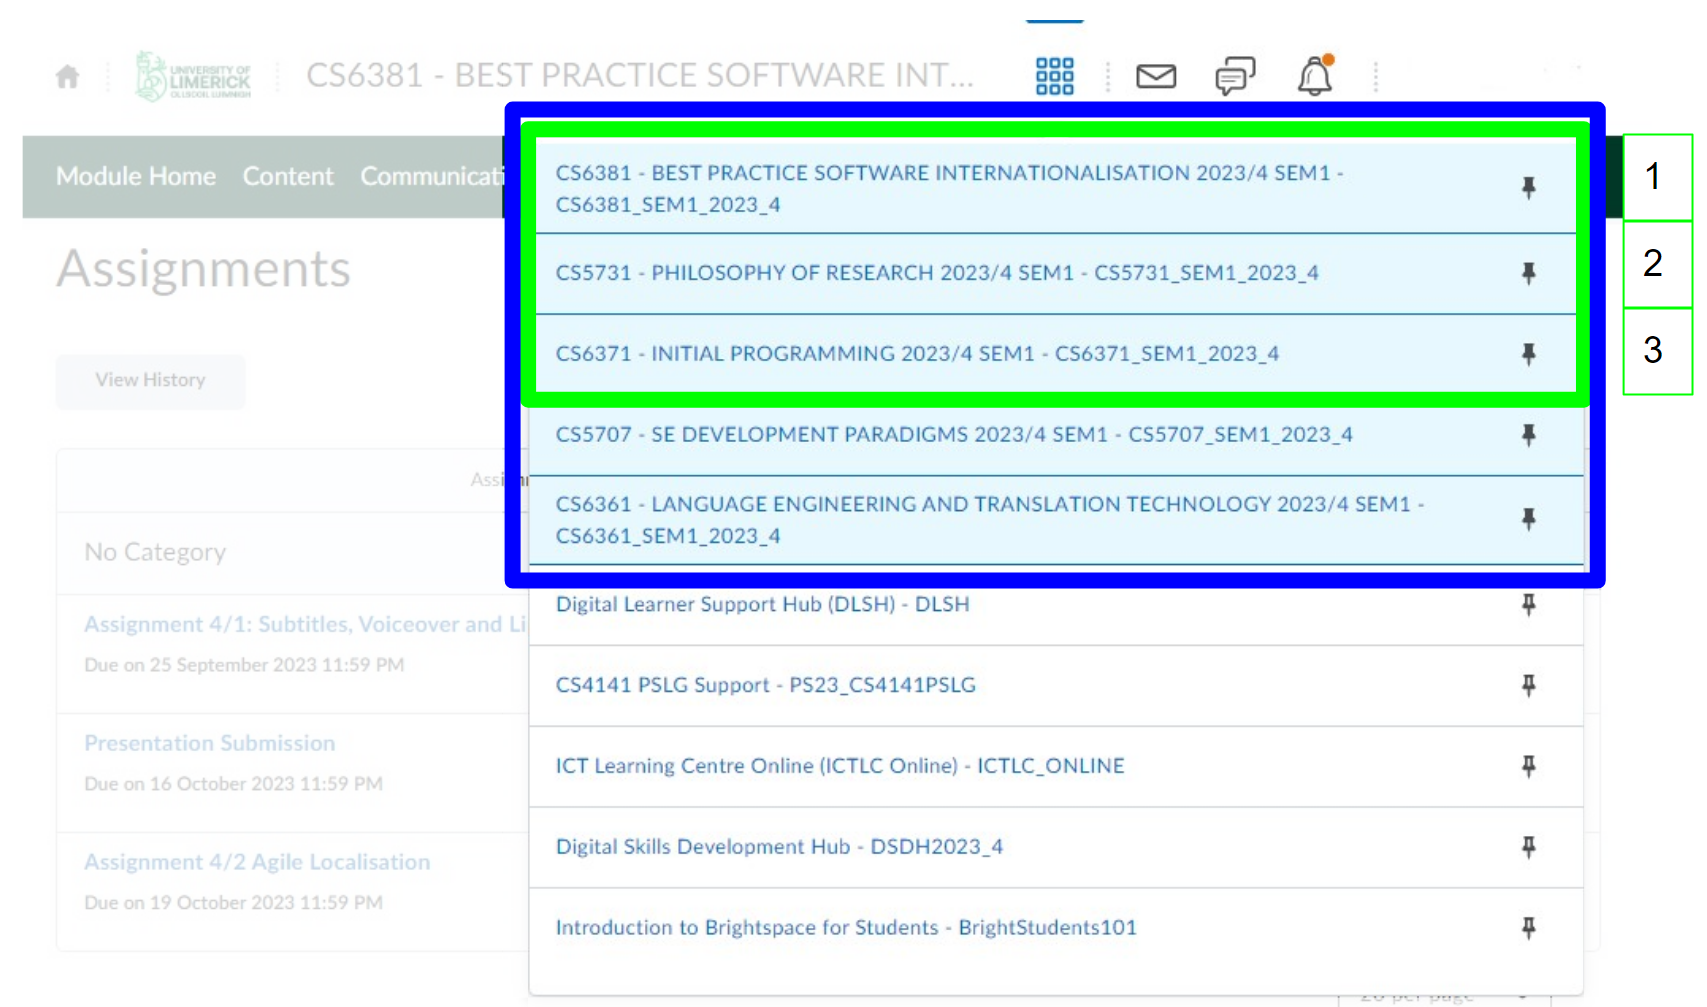 UNIVERSITY OF
LIMERICK
OLLSCOIL LUIMNIGH
CS6381 - BEST PRACTICE SOFTWARE INT...
Module Home Content Communicati
CS6381 - BEST PRACTICE SOFTWARE INTERNATIONALISATION 2023/4 SEM1 -
CS6381_SEM1_2023_4
1
CS5731 - PHILOSOPHY OF RESEARCH 2023/4 SEM1 - CS5731_SEM1_2023_4
2
CS6371 - INITIAL PROGRAMMING 2023/4 SEM1 - CS6371_SEM1_2023_4
3
CS5707 - SE DEVELOPMENT PARADIGMS 2023/4 SEM1 - CS5707_SEM1_2023_4
CS6361 - LANGUAGE ENGINEERING AND TRANSLATION TECHNOLOGY 2023/4 SEM1 -
CS6361_SEM1_2023_4
Digital Learner Support Hub (DLSH) - DLSH
CS4141 PSLG Support - PS23_CS4141PSLG
ICT Learning Centre Online (ICTLC Online) - ICTLC_ONLINE
Digital Skills Development Hub - DSDH2023_4
Introduction to Brightspace for Students - BrightStudents101
Assignments
View History
No Category
Assignment 4/1: Subtitles, Voiceover and Li
Due on 25 September 2023 11:59 PM
Presentation Submission
Due on 16 October 2023 11:59 PM
Assignment 4/2 Agile Localisation
Due on 19 October 2023 11:59 PM
per page